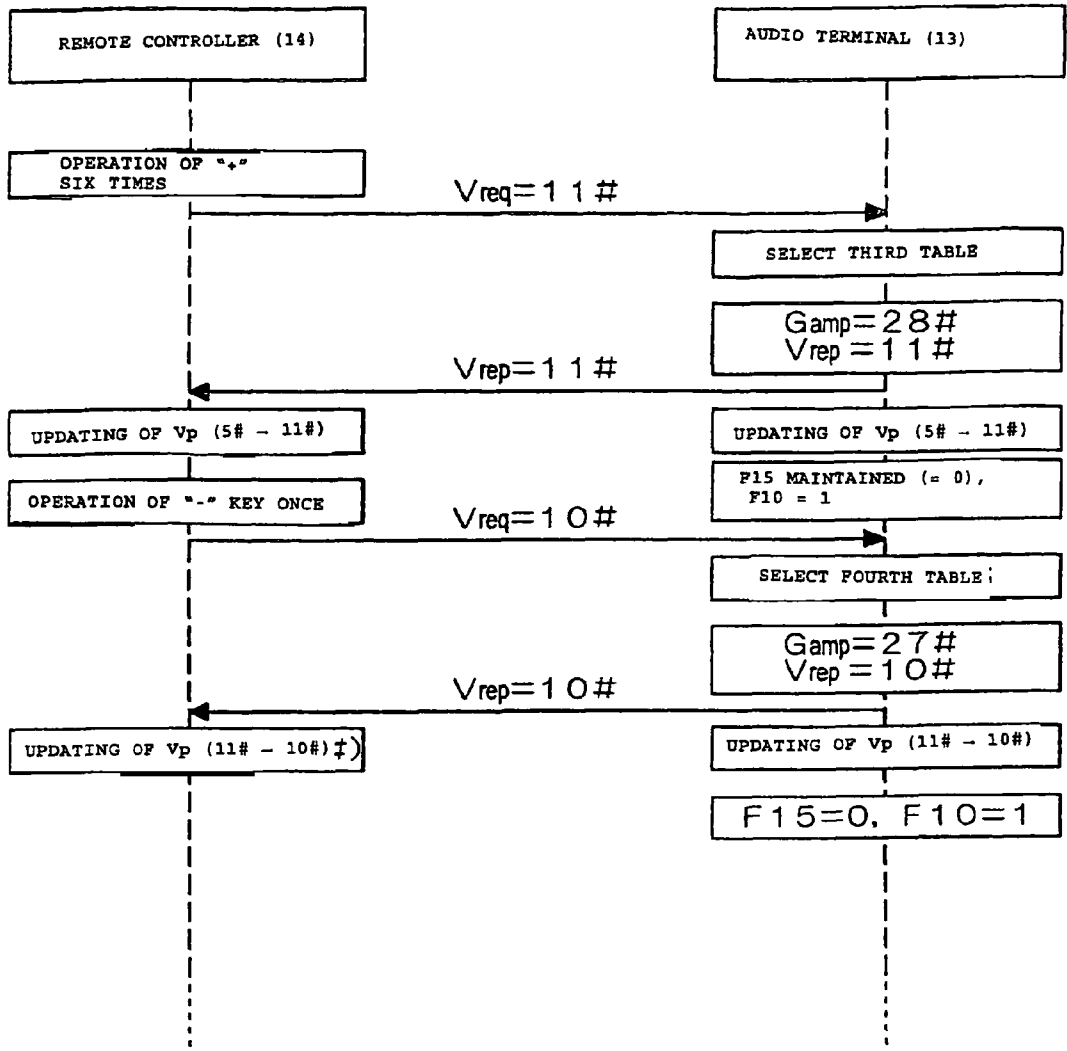 REMOTE CONTROLLER (14)
AUDIO TERMINAL (13)
OPERATION OF "+"
SIX TIMES
Vreq=11#
SELECT THIRD TABLE
Gamp=28#
Vrep=11#
Vrep=11#
UPDATING OF Vp (5# → 11#)
UPDATING OF Vp (5# → 11#)
F15 MAINTAINED (= 0),
F10 = 1
OPERATION OF "-" KEY ONCE
Vreq=10#
SELECT FOURTH TABLE
Gamp=27#
Vrep=10#
Vrep=10#
UPDATING OF Vp (11# → 10#)‡)
UPDATING OF Vp (11# → 10#)
F15=0, F10=1